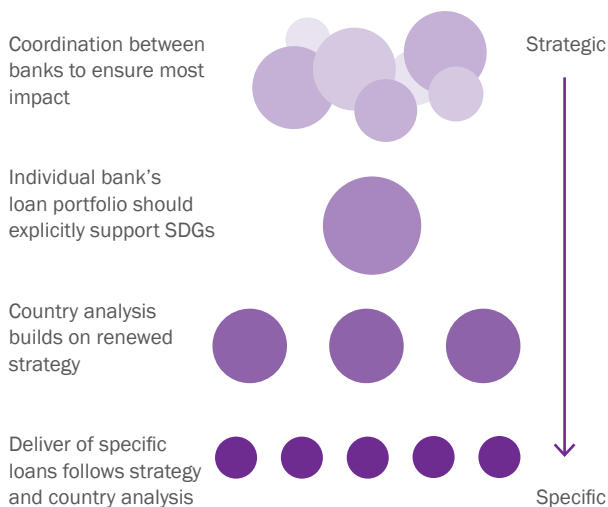 Coordination between
banks to ensure most
impact
Strategic
Individual bank's
loan portfolio should
explicitly support SDGs
Country analysis
builds on renewed
strategy
Deliver of specific
loans follows strategy
and country analysis
Specific